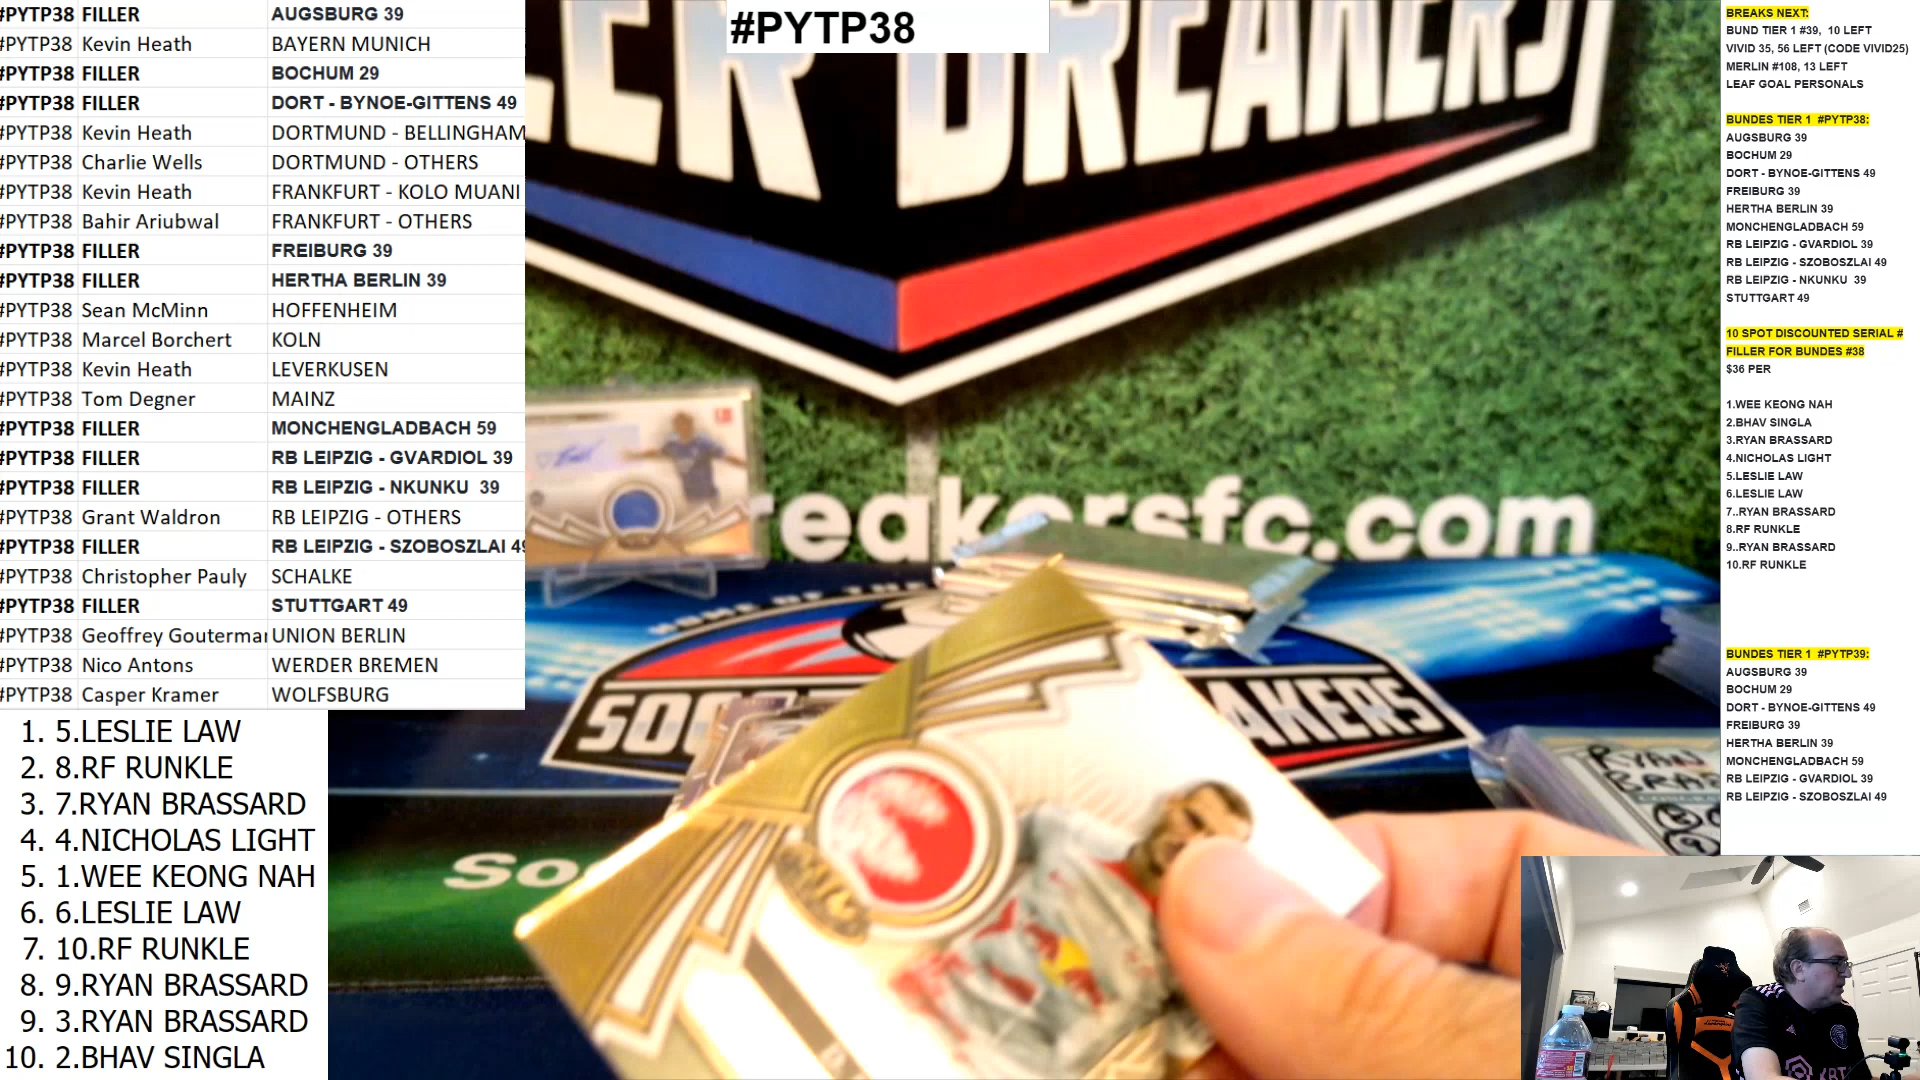 #PYTP38 FILLER AUGSBURG 39
#PYTP38 Kevin Heath BAYERN MUNICH
#PYTP38 FILLER BOCHUM 29
#PYTP38 FILLER DORT - BYNOE-GITTENS 49
#PYTP38 Kevin Heath DORTMUND - BELLINGHAM
#PYTP38 Charlie Wells DORTMUND - OTHERS
#PYTP38 Kevin Heath FRANKFURT - KOLO MUANI
#PYTP38 Bahir Ariubwal FRANKFURT - OTHERS
#PYTP38 FILLER FREIBURG 39
#PYTP38 FILLER HERTHA BERLIN 39
#PYTP38 Sean McMinn HOFFENHEIM
#PYTP38 Marcel Borchert KOLN
#PYTP38 Kevin Heath LEVERKUSEN
#PYTP38 Tom Degner MAINZ
#PYTP38 FILLER MONCHENGLADBACH 59
#PYTP38 FILLER RB LEIPZIG - GVARDIOL 39
#PYTP38 FILLER RB LEIPZIG - NKUNKU 39
#PYTP38 Grant Waldron RB LEIPZIG - OTHERS
#PYTP38 FILLER RB LEIPZIG - SZOBOSZLAI 49
#PYTP38 Christopher Pauly SCHALKE
#PYTP38 FILLER STUTTGART 49
#PYTP38 Geoffrey Gouterman UNION BERLIN
#PYTP38 Nico Antons WERDER BREMEN
#PYTP38 Casper Kramer WOLFSBURG
1. 5.LESLIE LAW
2. 8.RF RUNKLE
3. 7.RYAN BRASSARD
4. 4.NICHOLAS LIGHT
5. 1.WEE KEONG NAH
6. 6.LESLIE LAW
7. 10.RF RUNKLE
8. 9.RYAN BRASSARD
9. 3.RYAN BRASSARD
10. 2.BHAV SINGLA
#PYTP38
LER BREAKERS
reakersfc.com
HOME OF THE
SOC AKERS
So
RYAN
BRA
BREAKS NEXT:
BUND TIER 1 #39, 10 LEFT
VIVID 35, 56 LEFT (CODE VIVID25)
MERLIN #108, 13 LEFT
LEAF GOAL PERSONALS
BUNDES TIER 1 #PYTP38:
AUGSBURG 39
BOCHUM 29
DORT - BYNOE-GITTENS 49
FREIBURG 39
HERTHA BERLIN 39
MONCHENGLADBACH 59
RB LEIPZIG - GVARDIOL 39
RB LEIPZIG - SZOBOSZLAI 49
RB LEIPZIG - NKUNKU 39
STUTTGART 49
10 SPOT DISCOUNTED SERIAL #
FILLER FOR BUNDES #38
$36 PER
1.WEE KEONG NAH
2.BHAV SINGLA
3.RYAN BRASSARD
4.NICHOLAS LIGHT
5.LESLIE LAW
6.LESLIE LAW
7..RYAN BRASSARD
8.RF RUNKLE
9..RYAN BRASSARD
10.RF RUNKLE
BUNDES TIER 1 #PYTP39:
AUGSBURG 39
BOCHUM 29
DORT - BYNOE-GITTENS 49
FREIBURG 39
HERTHA BERLIN 39
MONCHENGLADBACH 59
RB LEIPZIG - GVARDIOL 39
RB LEIPZIG - SZOBOSZLAI 49